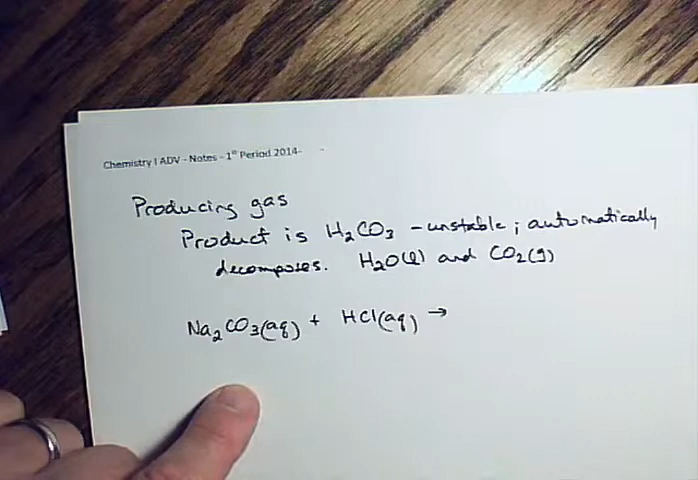 Chemistry I ADV - Notes - 1st Period 2014-
Producing gas
Product is H₂CO₃ - unstable; automatically
decomposes. H₂O(l) and CO₂(g)
Na₂CO₃(aq) + HCl(aq) →